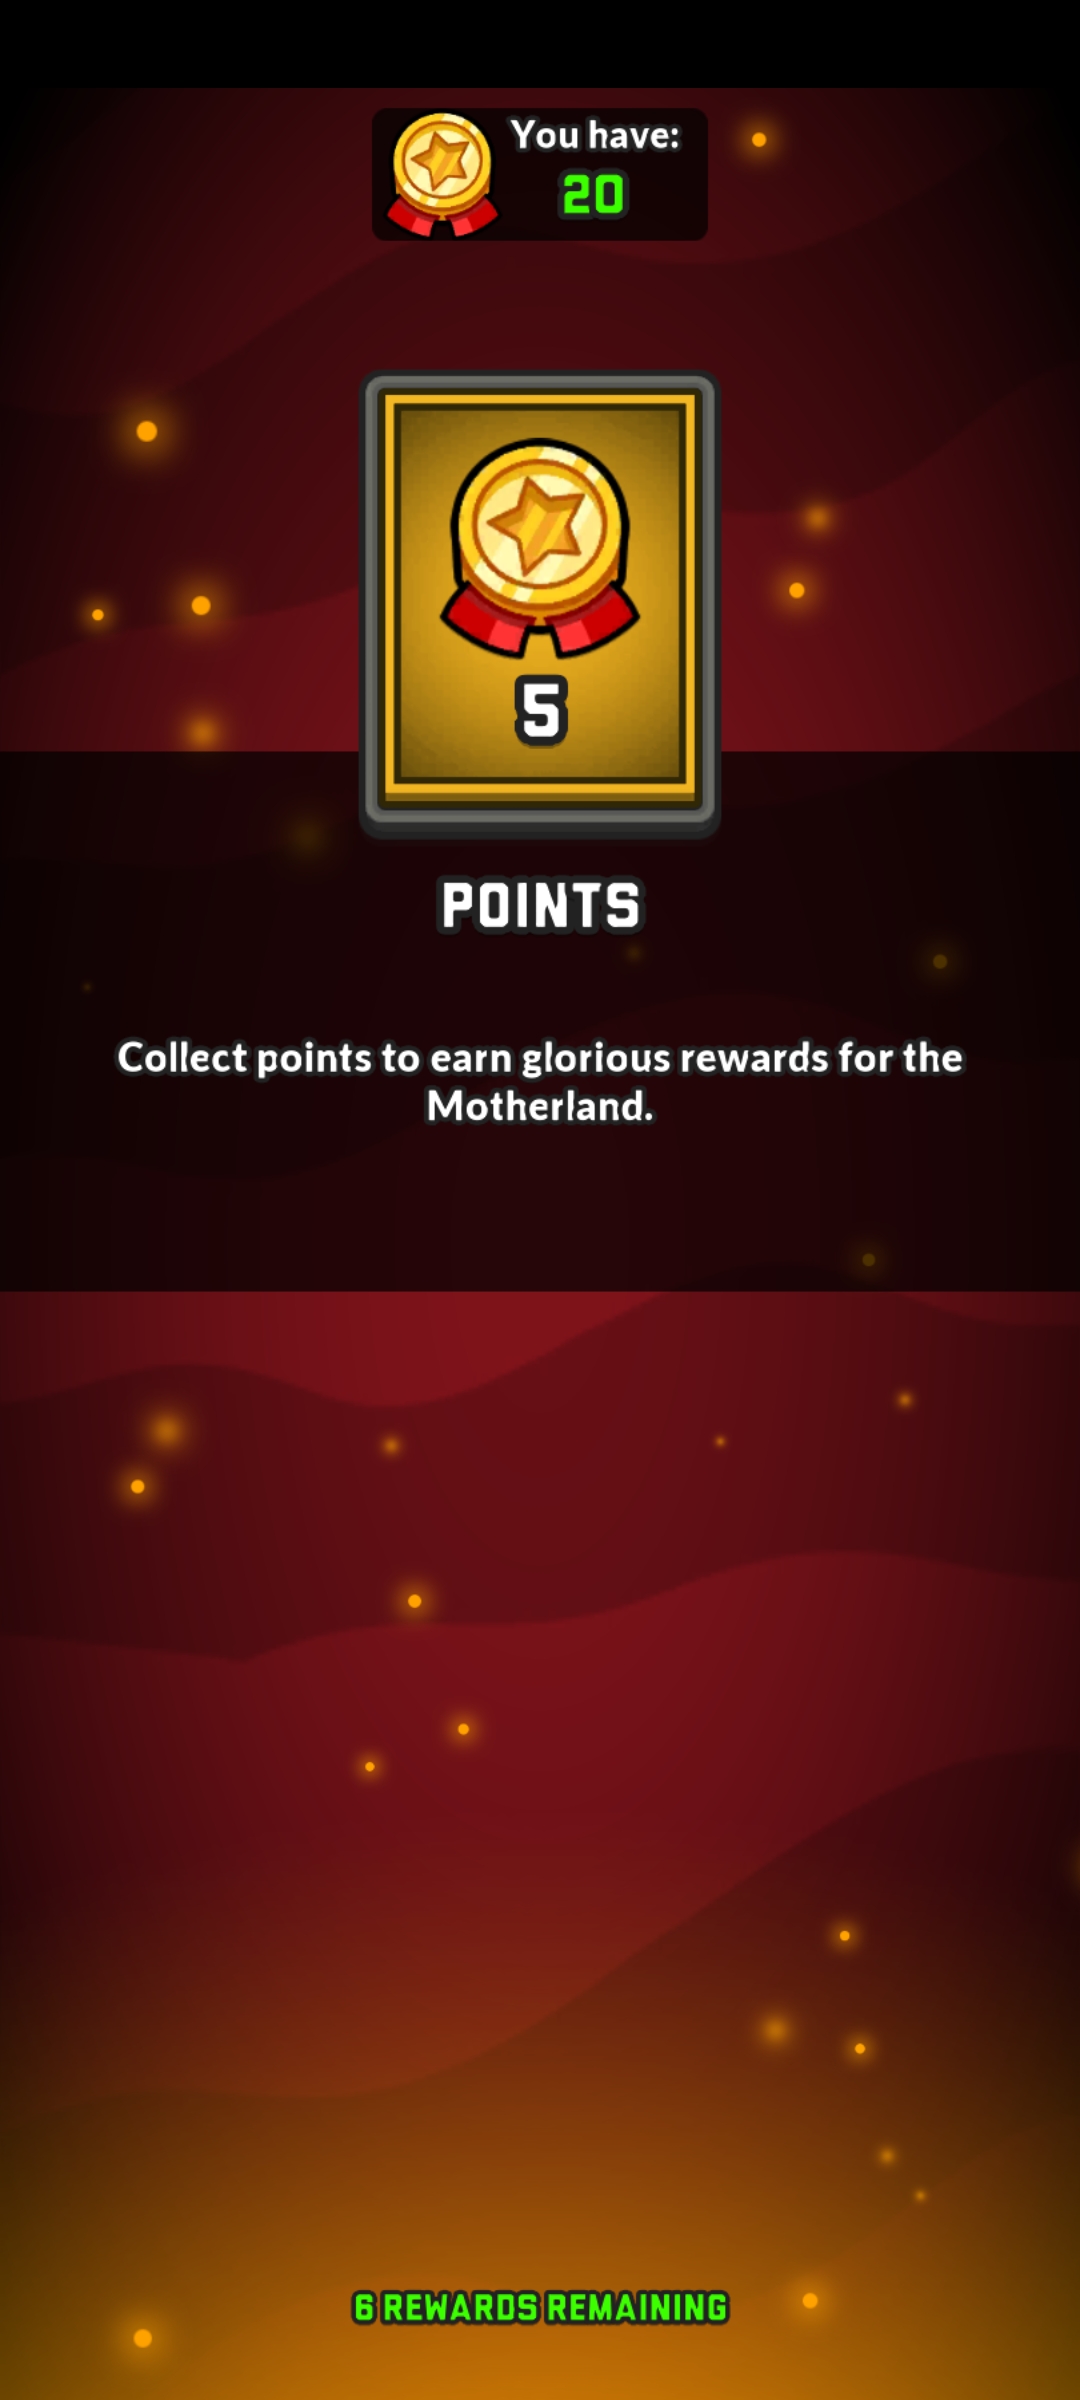 You have:
20
5
POINTS
Collect points to earn glorious rewards for the
Motherland.
6 REWARDS REMAINING